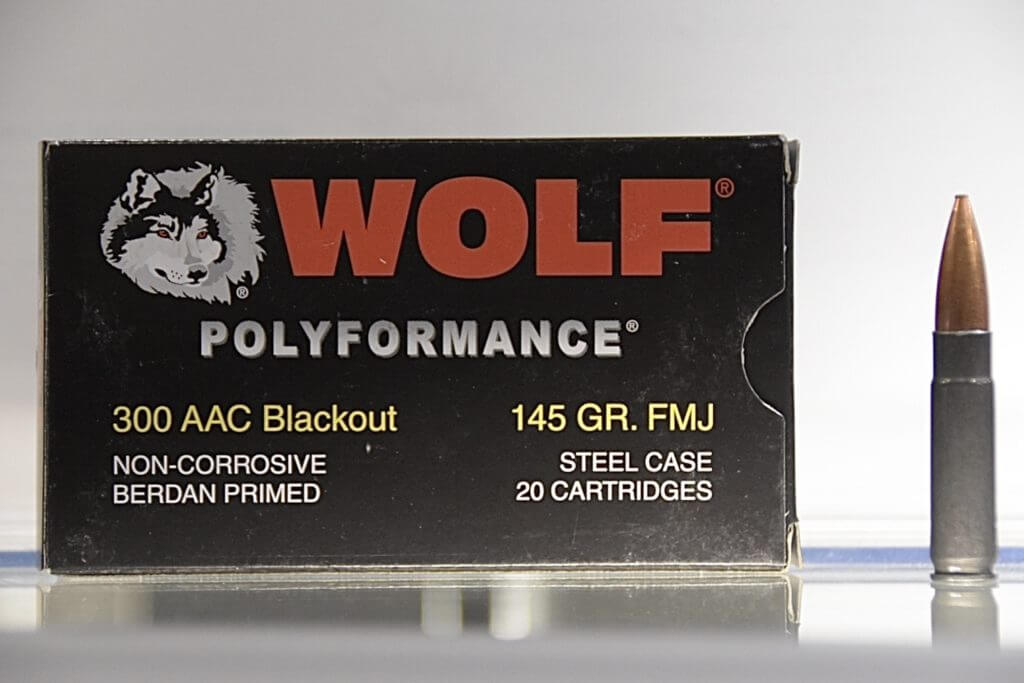 WOLF®
®
POLYFORMANCE®
300 AAC Blackout
145 GR. FMJ
NON-CORROSIVE
BERDAN PRIMED
STEEL CASE
20 CARTRIDGES